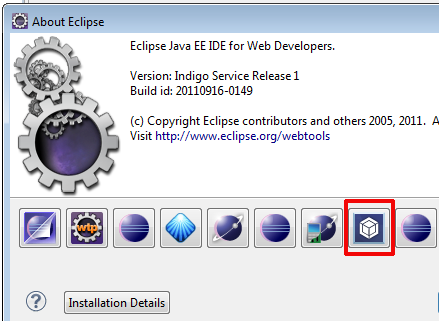 About Eclipse
Eclipse Java EE IDE for Web Developers.
Version: Indigo Service Release 1
Build id: 20110916-0149
(c) Copyright Eclipse contributors and others 2005, 2011. A
Visit http://www.eclipse.org/webtools
wtp
?
Installation Details